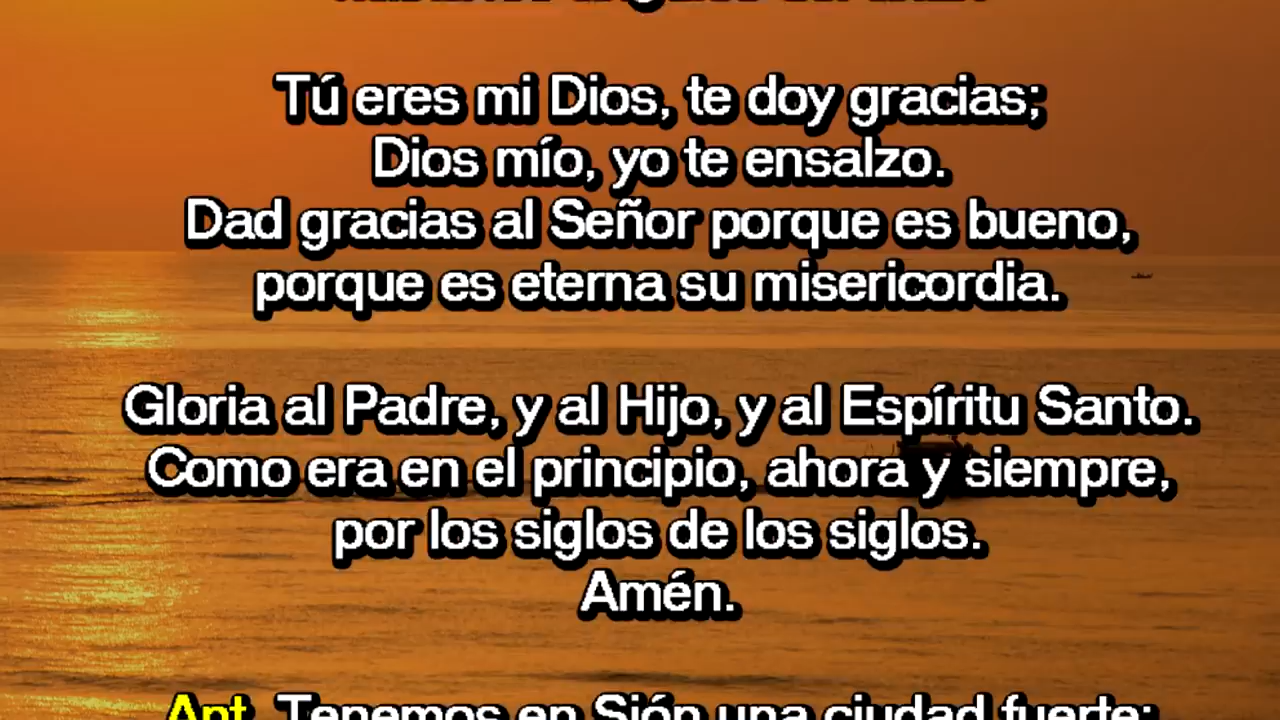 Tú eres mi Dios, te doy gracias;
Dios mío, yo te ensalzo.
Dad gracias al Señor porque es bueno,
porque es eterna su misericordia.
Gloria al Padre, y al Hijo, y al Espíritu Santo.
Como era en el principio, ahora y siempre,
por los siglos de los siglos.
Amén.
Ant. Tenemos en Sión una ciudad fuerte: